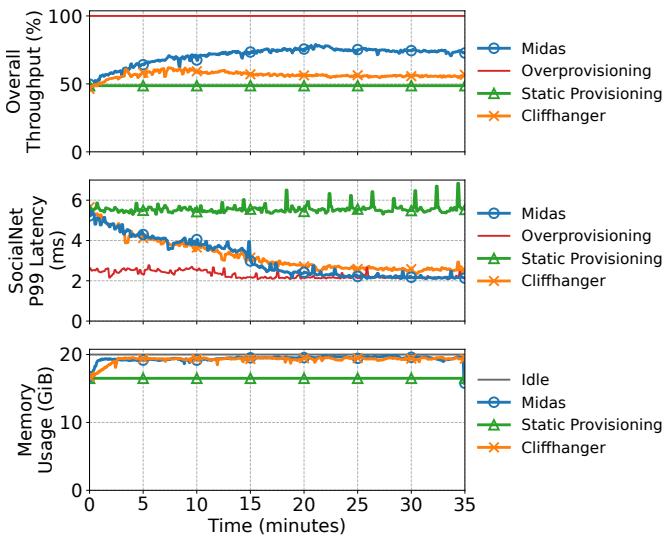 Overall
Throughput (%)
100
50
0
Midas
Overprovisioning
Static Provisioning
Cliffhanger
SocialNet
P99 Latency
(ms)
6
4
2
0
Midas
Overprovisioning
Static Provisioning
Cliffhanger
Memory
Usage (GiB)
20
10
0
Idle
Midas
Static Provisioning
Cliffhanger
0 5 10 15 20 25 30 35
Time (minutes)